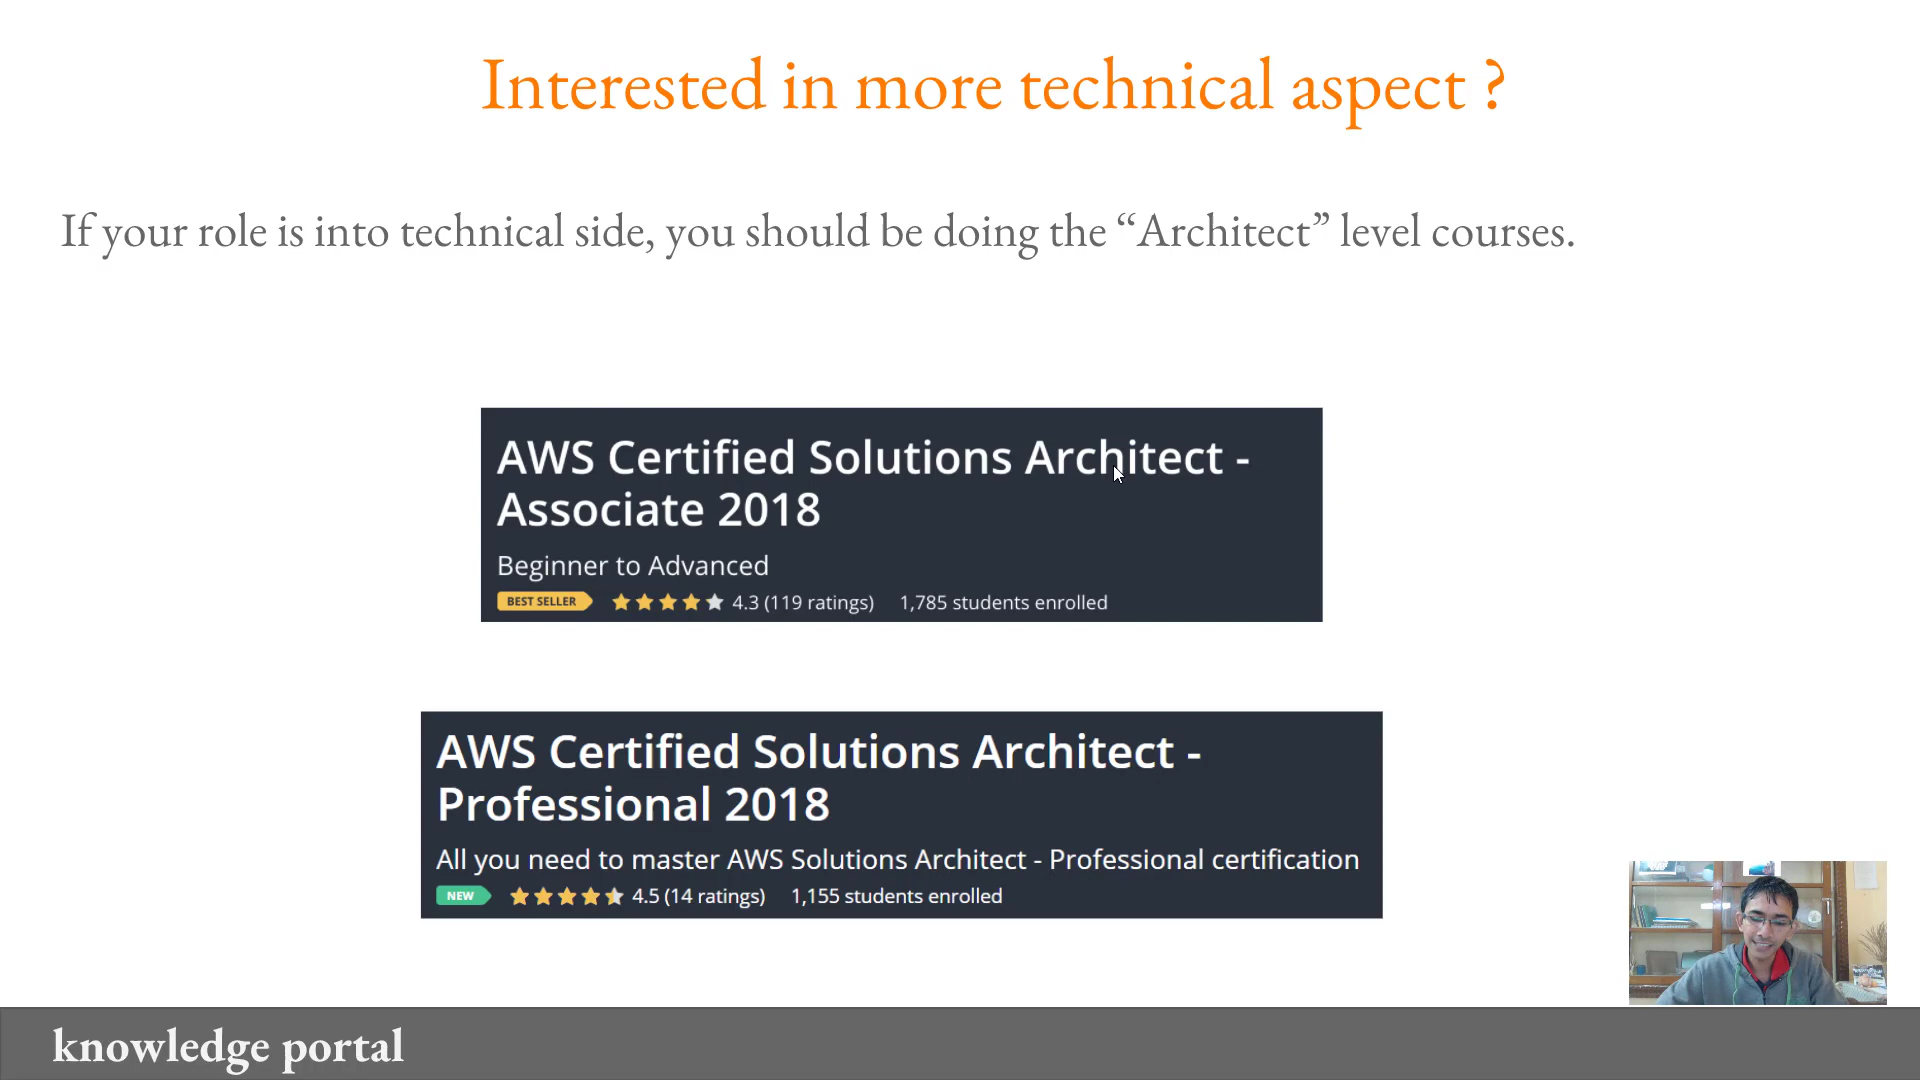 Interested in more technical aspect ?
If your role is into technical side, you should be doing the “Architect” level courses.
AWS Certified Solutions Architect -
Associate 2018
Beginner to Advanced
BEST SELLER 4.3 (119 ratings) 1,785 students enrolled
AWS Certified Solutions Architect -
Professional 2018
All you need to master AWS Solutions Architect - Professional certification
NEW 4.5 (14 ratings) 1,155 students enrolled
knowledge portal